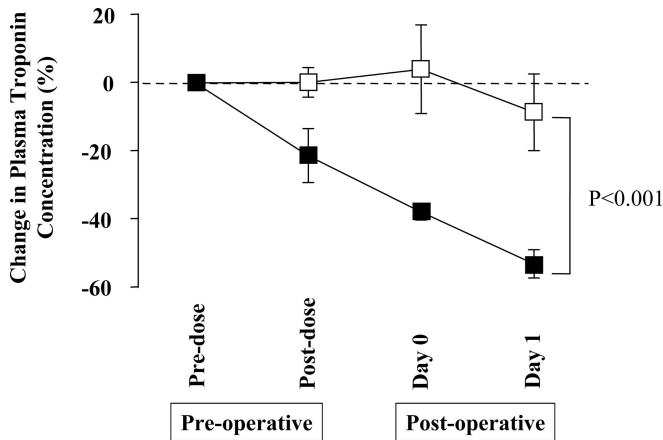 Change in Plasma Troponin
Concentration (%)
20
0
-20
-40
-60
P<0.001
Pre-dose
Post-dose
Day 0
Day 1
Pre-operative
Post-operative